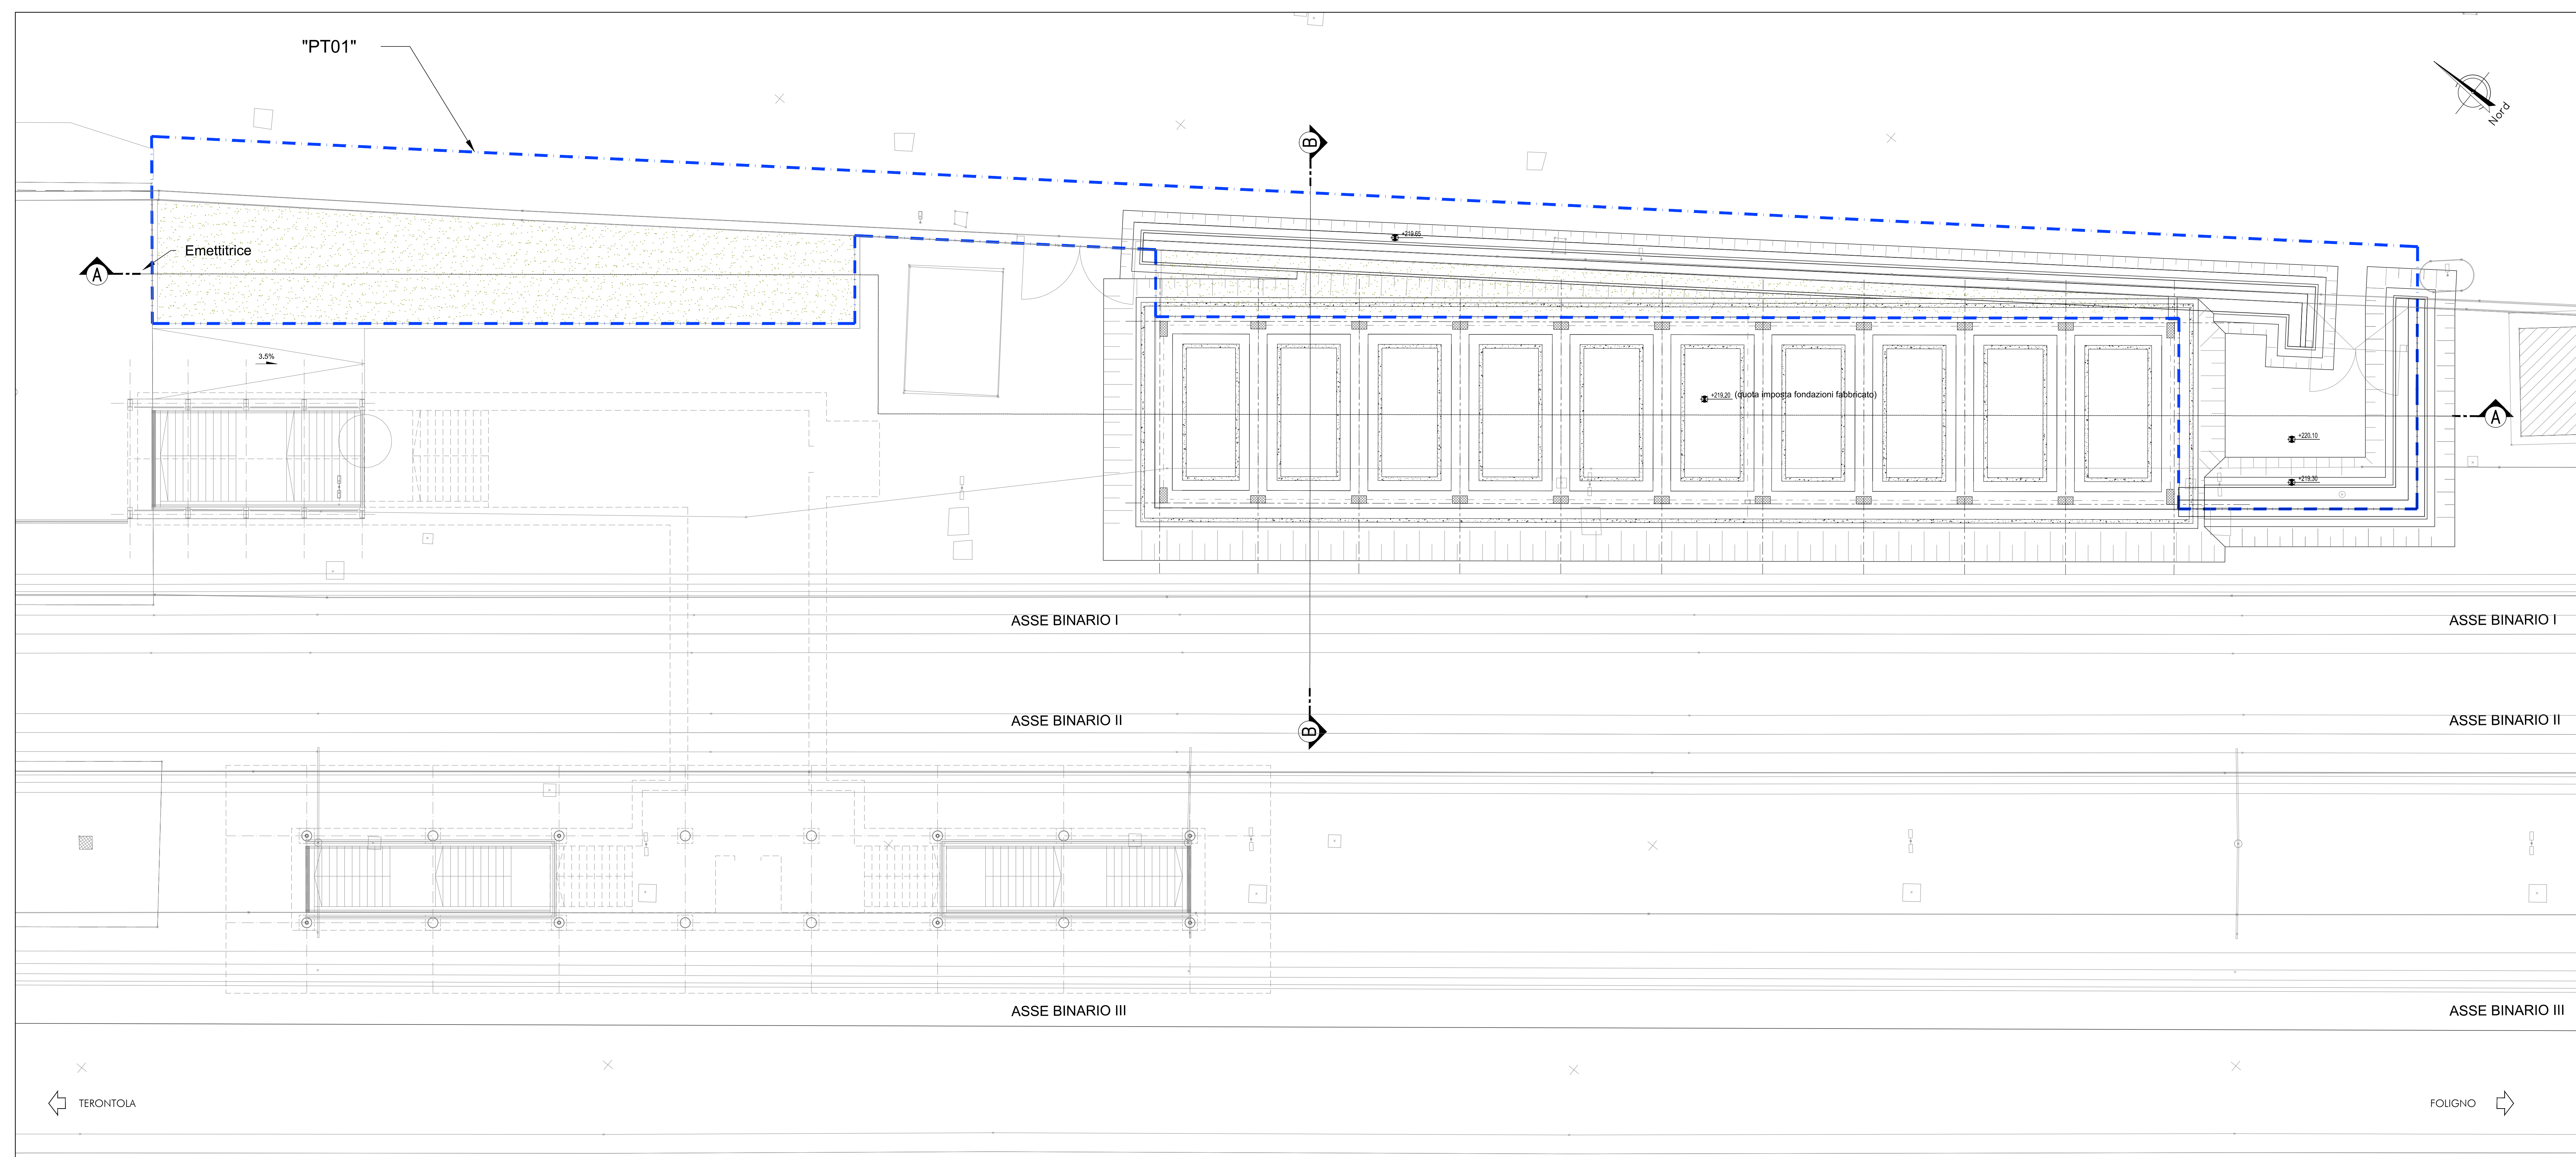 "PT01"
Nord
B
+219.65
Emettitrice
A
3.5%
+219.20 (quota imposta fondazioni fabbricato)
A
+220.10
+219.30
ASSE BINARIO I
ASSE BINARIO I
ASSE BINARIO II
ASSE BINARIO II
B
ASSE BINARIO III
ASSE BINARIO III
TERONTOLA
FOLIGNO